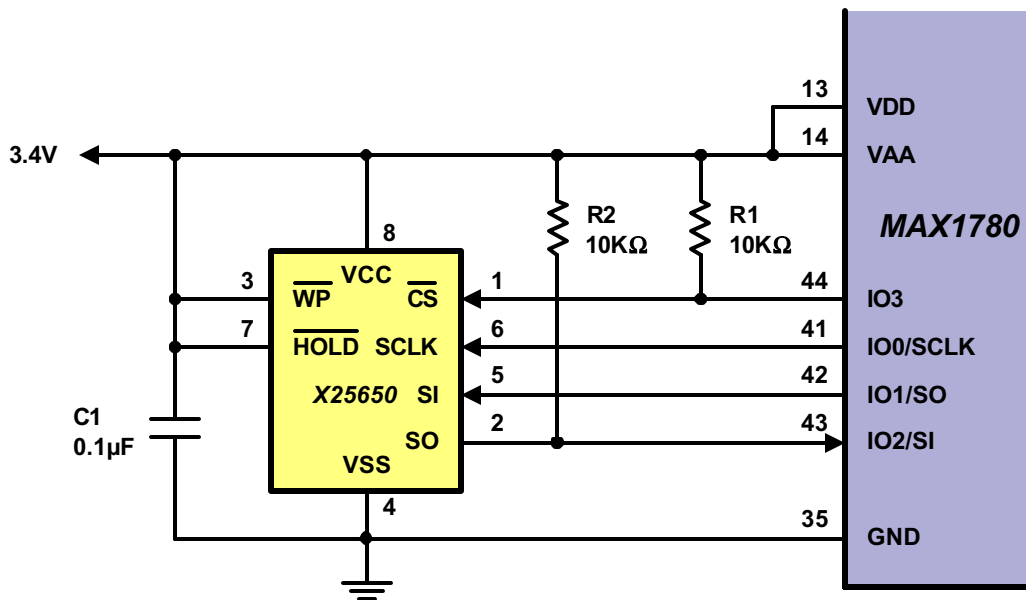 13
VDD
3.4V
14
VAA
R2
10KΩ
R1
10KΩ
MAX1780
8
VCC
3
WP
CS
1
44
IO3
7
HOLD
SCLK
6
41
IO0/SCLK
X25650
SI
5
42
IO1/SO
C1
0.1µF
SO
2
43
IO2/SI
VSS
4
35
GND